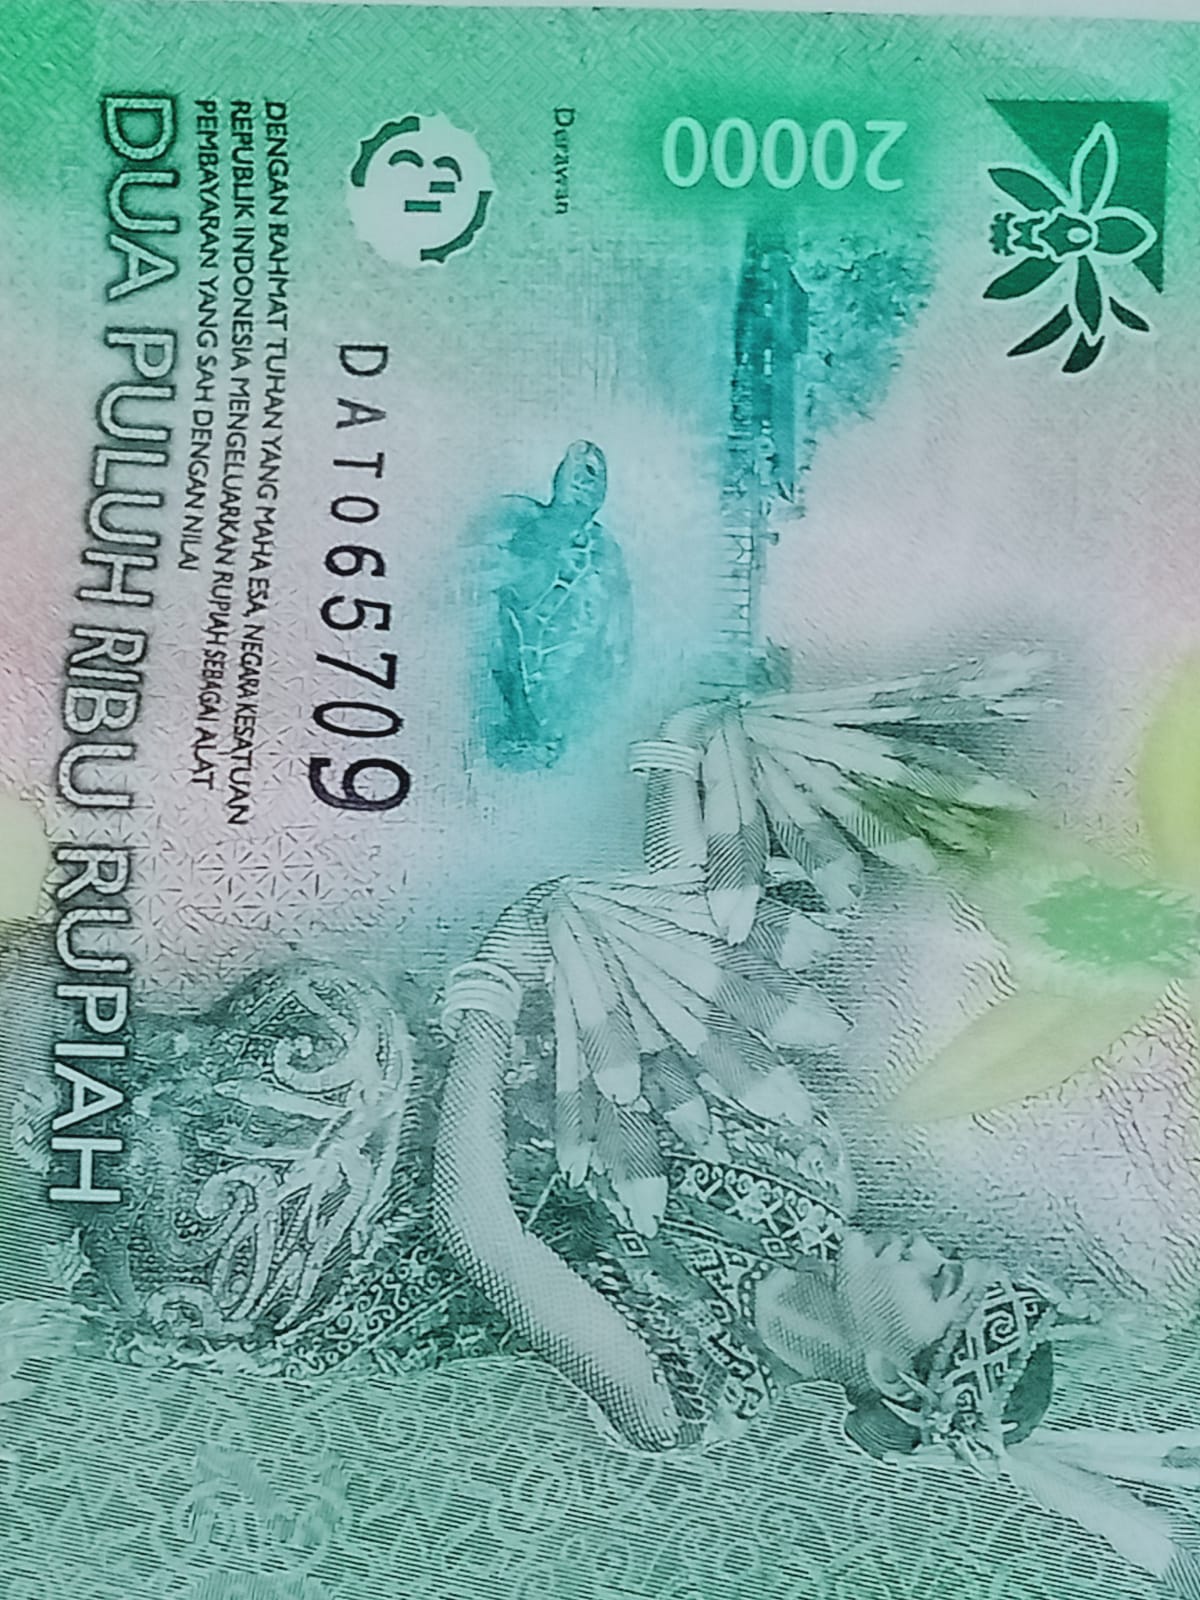 20000
Derawan
DAT065709
DENGAN RAHMAT TUHAN YANG MAHA ESA, NEGARA KESATUAN
REPUBLIK INDONESIA MENGELUARKAN RUPIAH SEBAGAI ALAT
PEMBAYARAN YANG SAH DENGAN NILAI
DUA PULUH RIBU RUPIAH